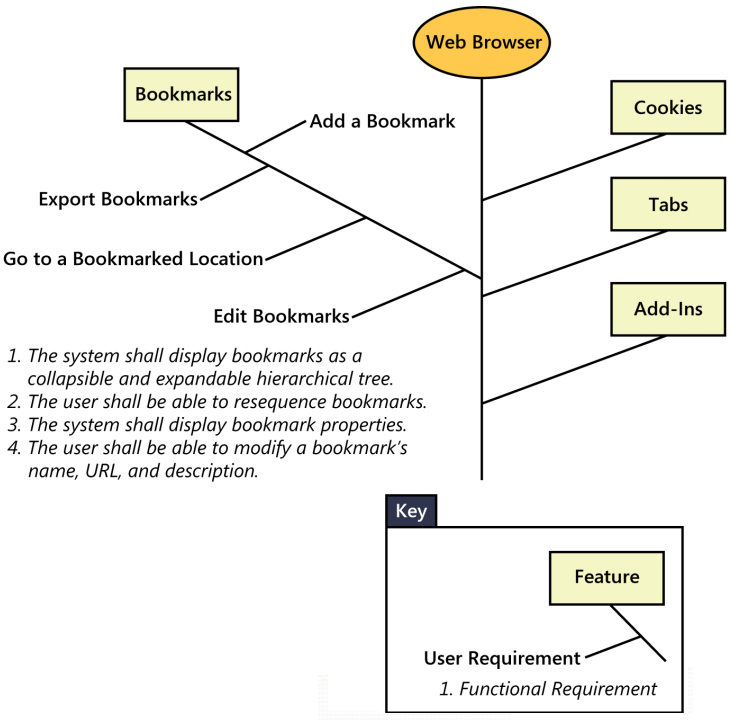 Web Browser
Bookmarks
Cookies
Add a Bookmark
Export Bookmarks
Tabs
Go to a Bookmarked Location
Add-Ins
Edit Bookmarks
1. The system shall display bookmarks as a
collapsible and expandable hierarchical tree.
2. The user shall be able to resequence bookmarks.
3. The system shall display bookmark properties.
4. The user shall be able to modify a bookmark’s
name, URL, and description.
Key
Feature
User Requirement
1. Functional Requirement